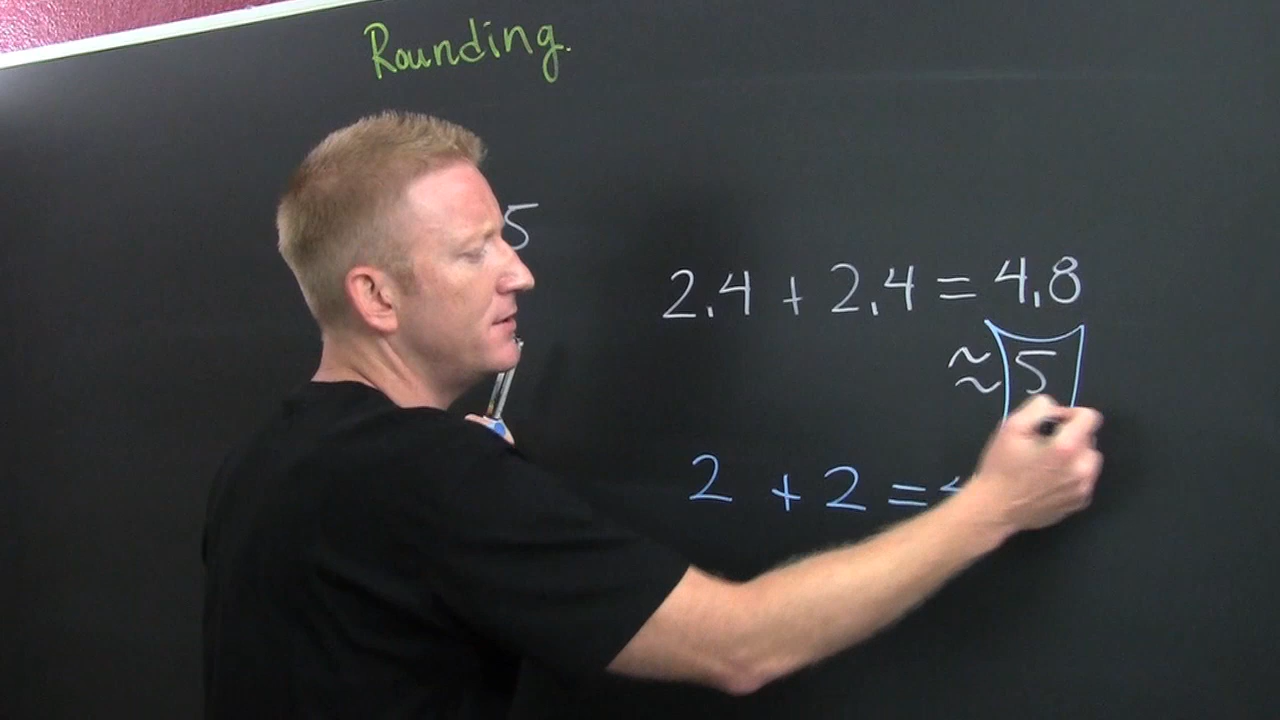 Rounding.
5
2.4 + 2.4 = 4.8
≈ 5
2 + 2 =